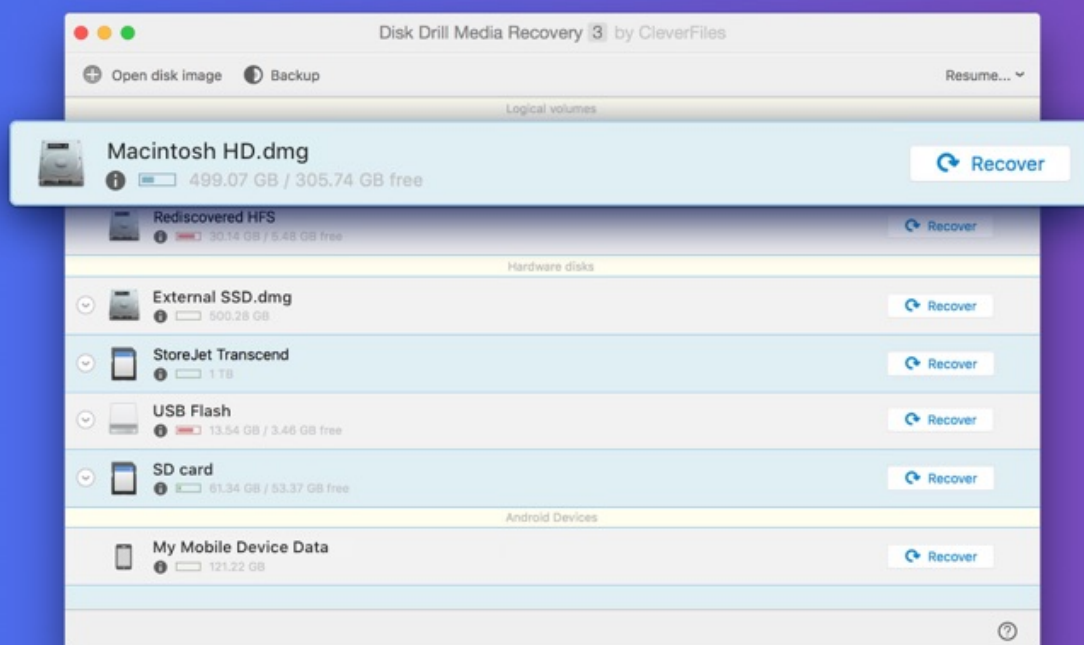 Disk Drill Media Recovery 3 by CleverFiles
Open disk image Backup Resume...
Logical volumes
Macintosh HD.dmg
499.07 GB / 305.74 GB free
Recover
Rediscovered HFS
30.14 GB / 5.48 GB free
Recover
Hardware disks
External SSD.dmg
500.28 GB
Recover
StoreJet Transcend
1 TB
Recover
USB Flash
13.54 GB / 3.46 GB free
Recover
SD card
61.34 GB / 53.37 GB free
Recover
Android Devices
My Mobile Device Data
121.22 GB
Recover